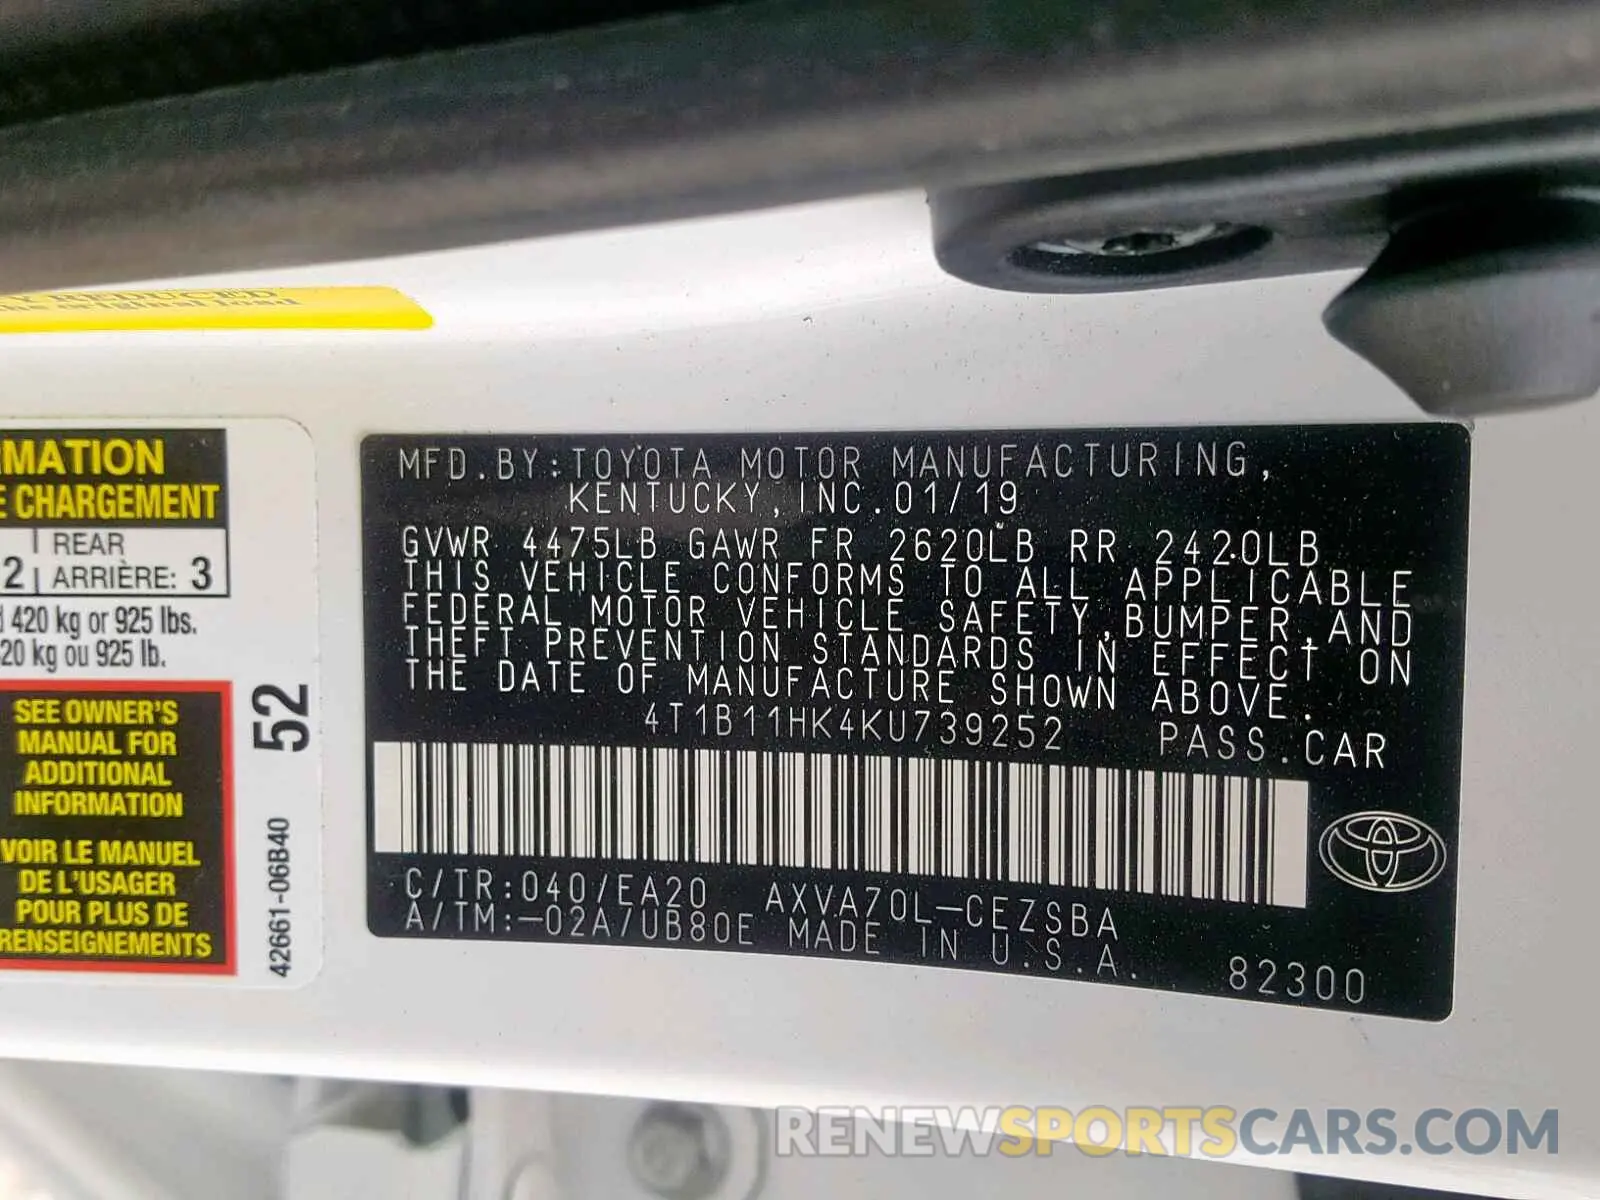 Y REDUCED
RMATION
E CHARGEMENT
REAR
2 ARRIÈRE: 3
420 kg or 925 lbs.
20 kg ou 925 lb.
SEE OWNER'S
MANUAL FOR
ADDITIONAL
INFORMATION
VOIR LE MANUEL
DE L'USAGER
POUR PLUS DE
RENSEIGNEMENTS
52
42661-06B40
MFD.BY:TOYOTA MOTOR MANUFACTURING,
KENTUCKY,INC.01/19
GVWR 4475LB GAWR FR 2620LB RR 2420LB
THIS VEHICLE CONFORMS TO ALL APPLICABLE
FEDERAL MOTOR VEHICLE SAFETY,BUMPER,AND
THEFT PREVENTION STANDARDS IN EFFECT ON
THE DATE OF MANUFACTURE SHOWN ABOVE.
4T1B11HK4KU739252 PASS.CAR
C/TR:040/EA20 AXVA70L-CEZSBA
A/TM:-02A/UB80E MADE IN U.S.A.
82300
RENEWSPORTSCARS.COM